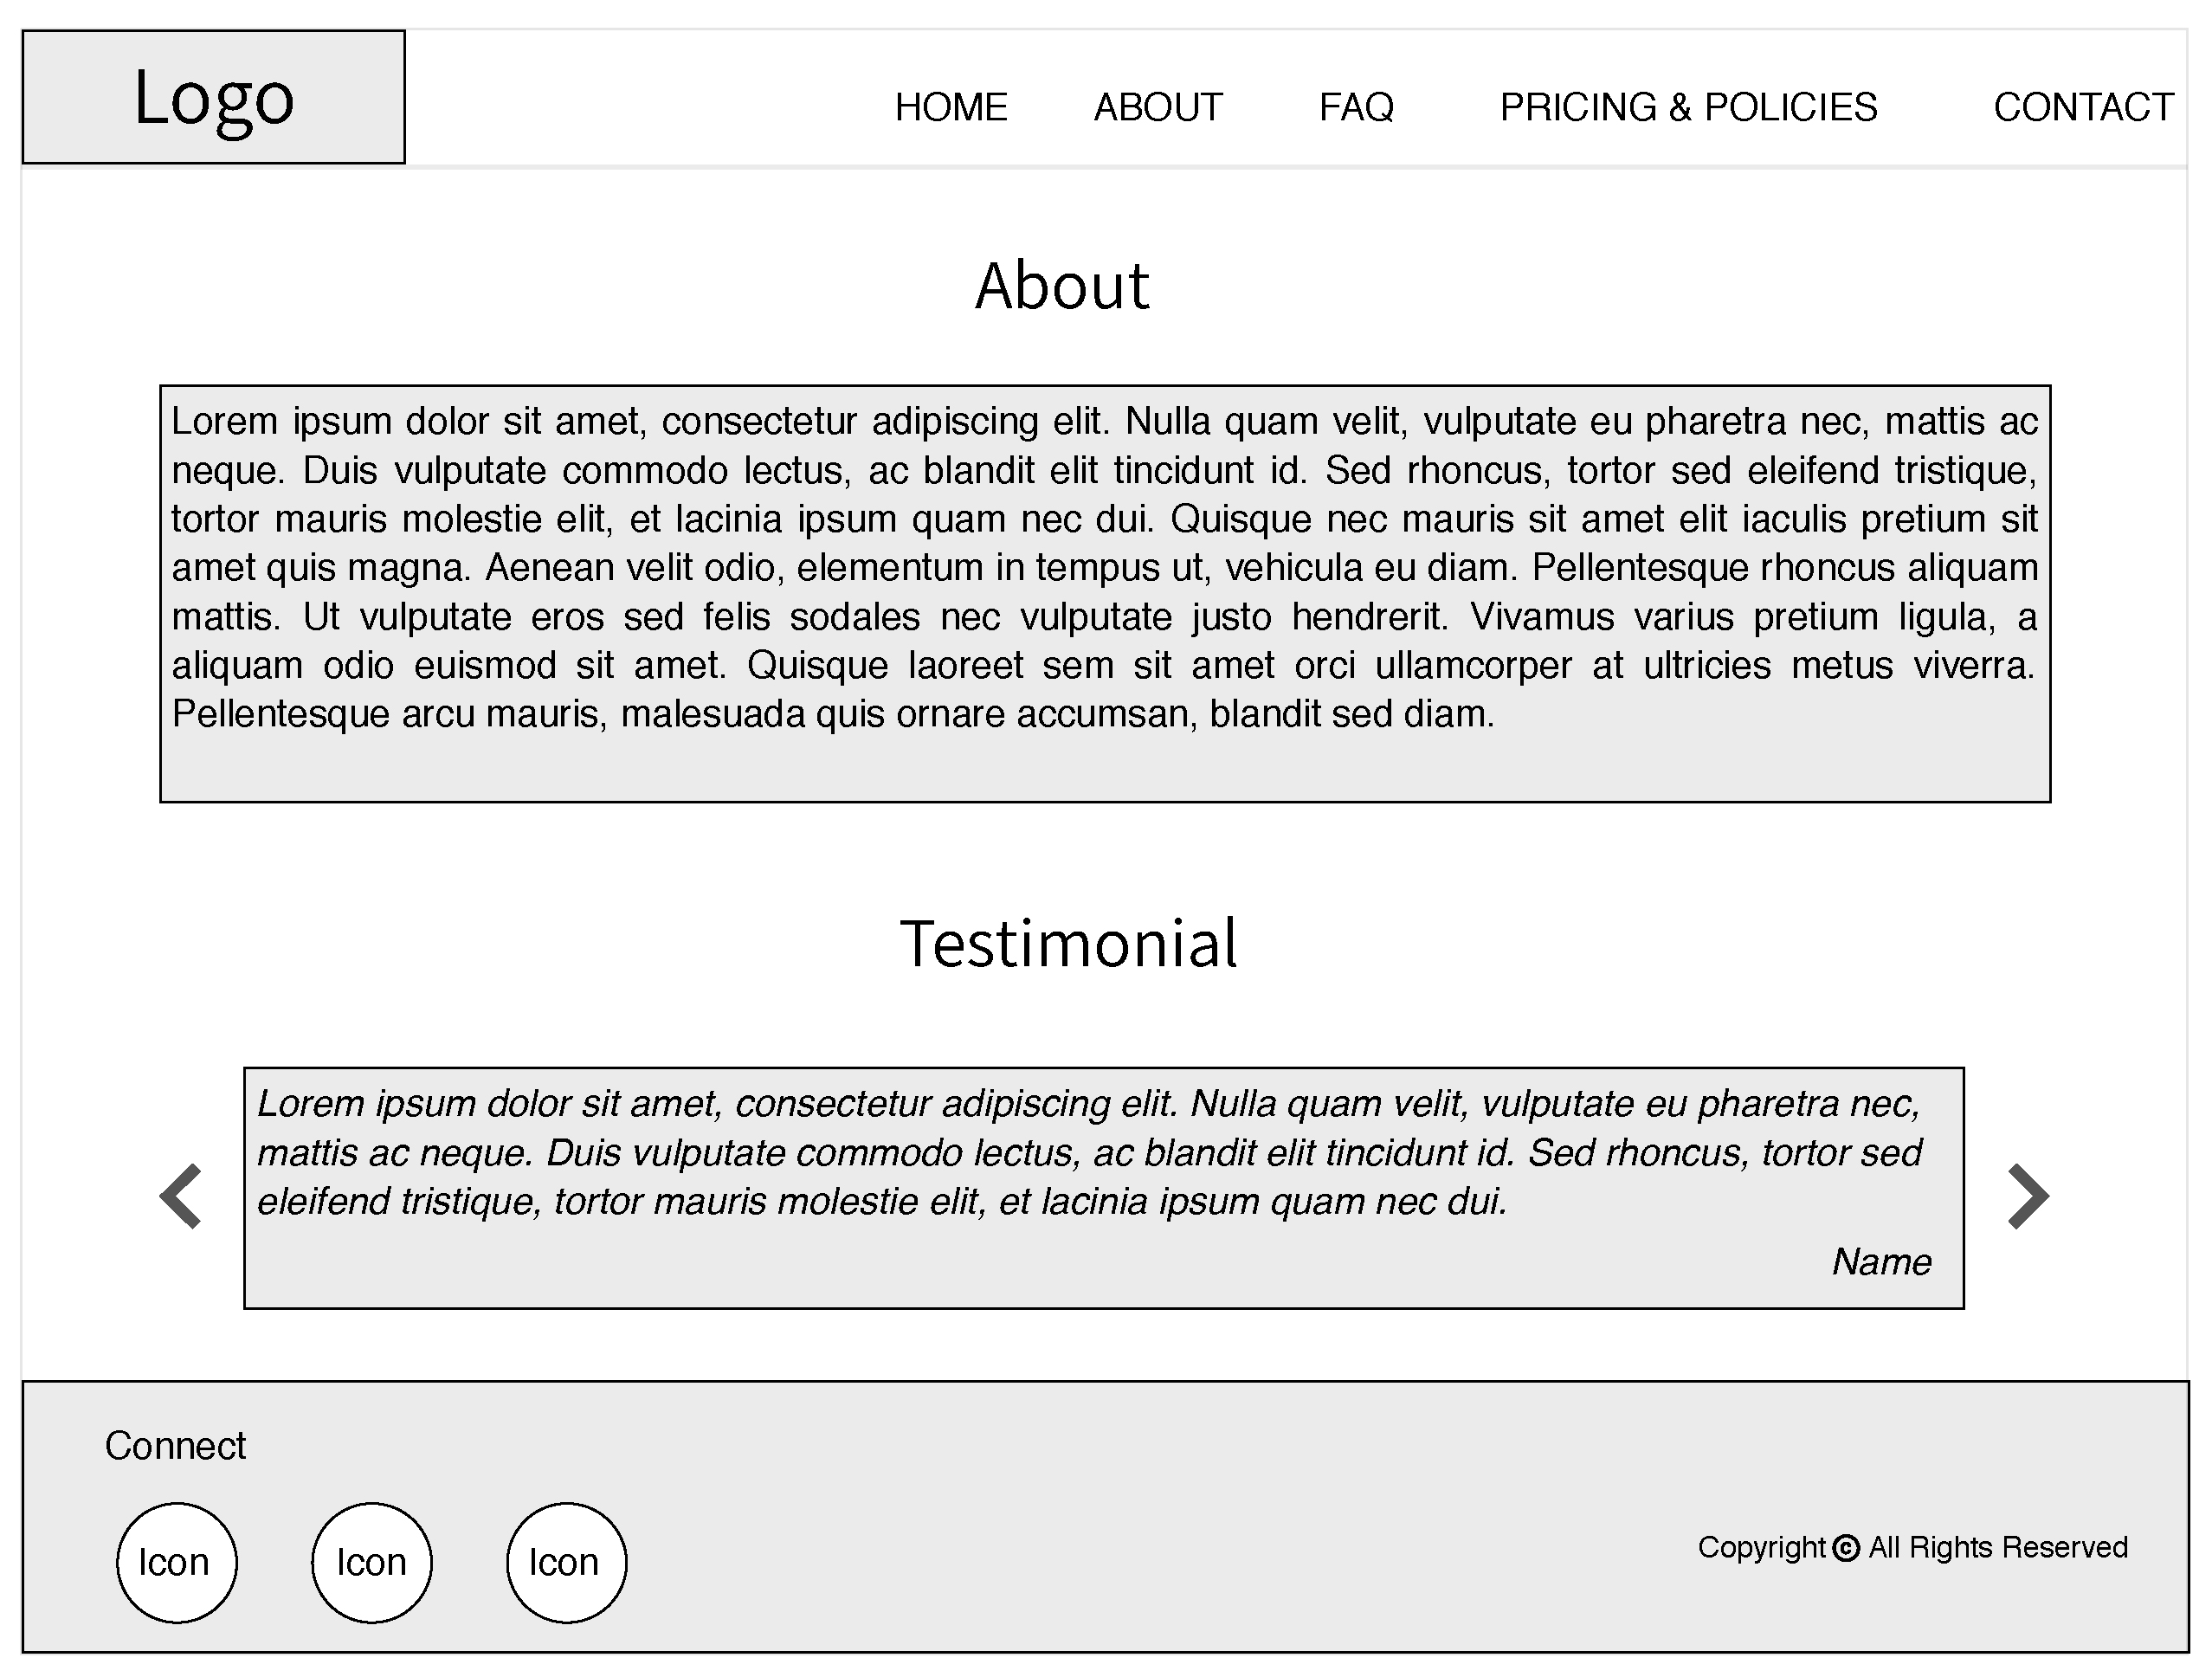 Logo
HOME ABOUT FAQ PRICING & POLICIES CONTACT
About
Lorem ipsum dolor sit amet, consectetur adipiscing elit. Nulla quam velit, vulputate eu pharetra nec, mattis ac
neque. Duis vulputate commodo lectus, ac blandit elit tincidunt id. Sed rhoncus, tortor sed eleifend tristique,
tortor mauris molestie elit, et lacinia ipsum quam nec dui. Quisque nec mauris sit amet elit iaculis pretium sit
amet quis magna. Aenean velit odio, elementum in tempus ut, vehicula eu diam. Pellentesque rhoncus aliquam
mattis. Ut vulputate eros sed felis sodales nec vulputate justo hendrerit. Vivamus varius pretium ligula, a
aliquam odio euismod sit amet. Quisque laoreet sem sit amet orci ullamcorper at ultricies metus viverra.
Pellentesque arcu mauris, malesuada quis ornare accumsan, blandit sed diam.
Testimonial
Lorem ipsum dolor sit amet, consectetur adipiscing elit. Nulla quam velit, vulputate eu pharetra nec,
mattis ac neque. Duis vulputate commodo lectus, ac blandit elit tincidunt id. Sed rhoncus, tortor sed
eleifend tristique, tortor mauris molestie elit, et lacinia ipsum quam nec dui.
Name
Connect
Icon Icon Icon
Copyright © All Rights Reserved